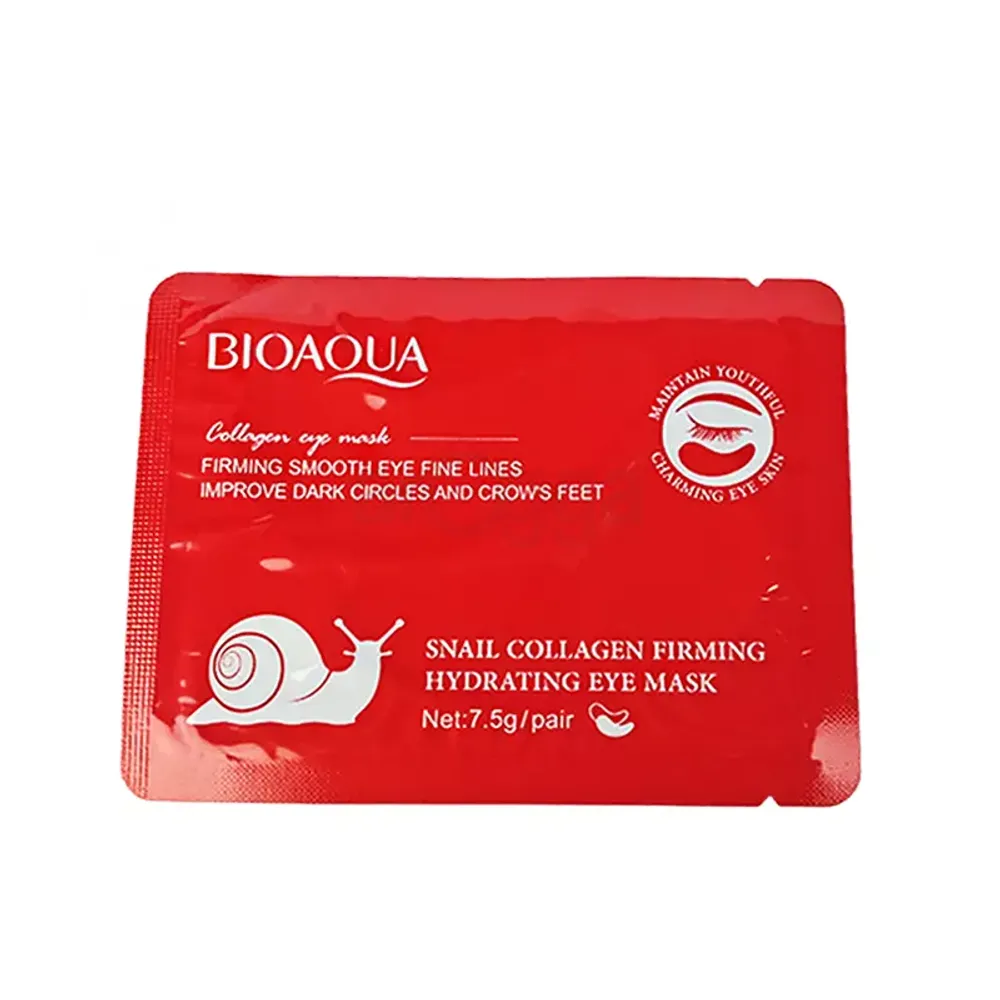 BIOAQUA
Collagen eye mask
FIRMING SMOOTH EYE FINE LINES
IMPROVE DARK CIRCLES AND CROW'S FEET
MAINTAIN YOUTHFUL
CHARMING EYE SKIN
SNAIL COLLAGEN FIRMING
HYDRATING EYE MASK
Net:7.5g/pair